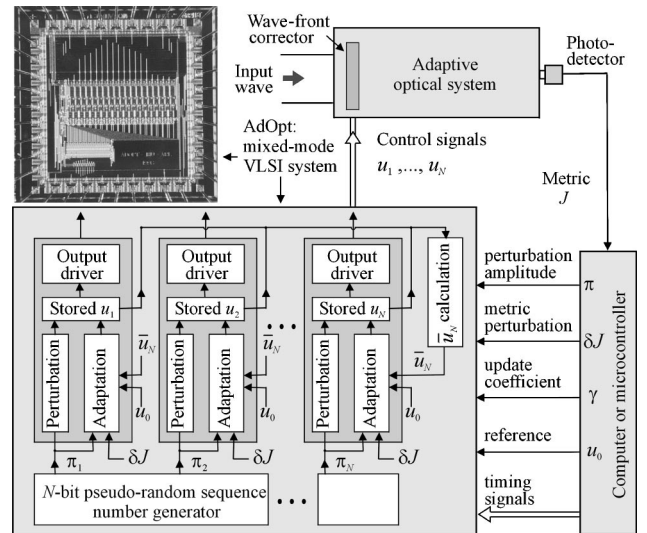 Wave-front
corrector
Input
wave
Adaptive
optical system
Photo-
detector
AdOpt:
mixed-mode
VLSI system
Control signals
u1 ,..., uN
Metric
J
Output
driver
Stored u1
Perturbation
Adaptation
ūN
u0
π1
δJ
Output
driver
Stored u2
Perturbation
Adaptation
ūN
u0
π2
δJ
• • •
Output
driver
Stored uN
Perturbation
Adaptation
ūN
u0
πN
δJ
ūN calculation
N-bit pseudo-random sequence
number generator
• • •
perturbation
amplitude
π
metric
perturbation
δJ
update
coefficient
γ
reference
u0
timing
signals
Computer or microcontroller